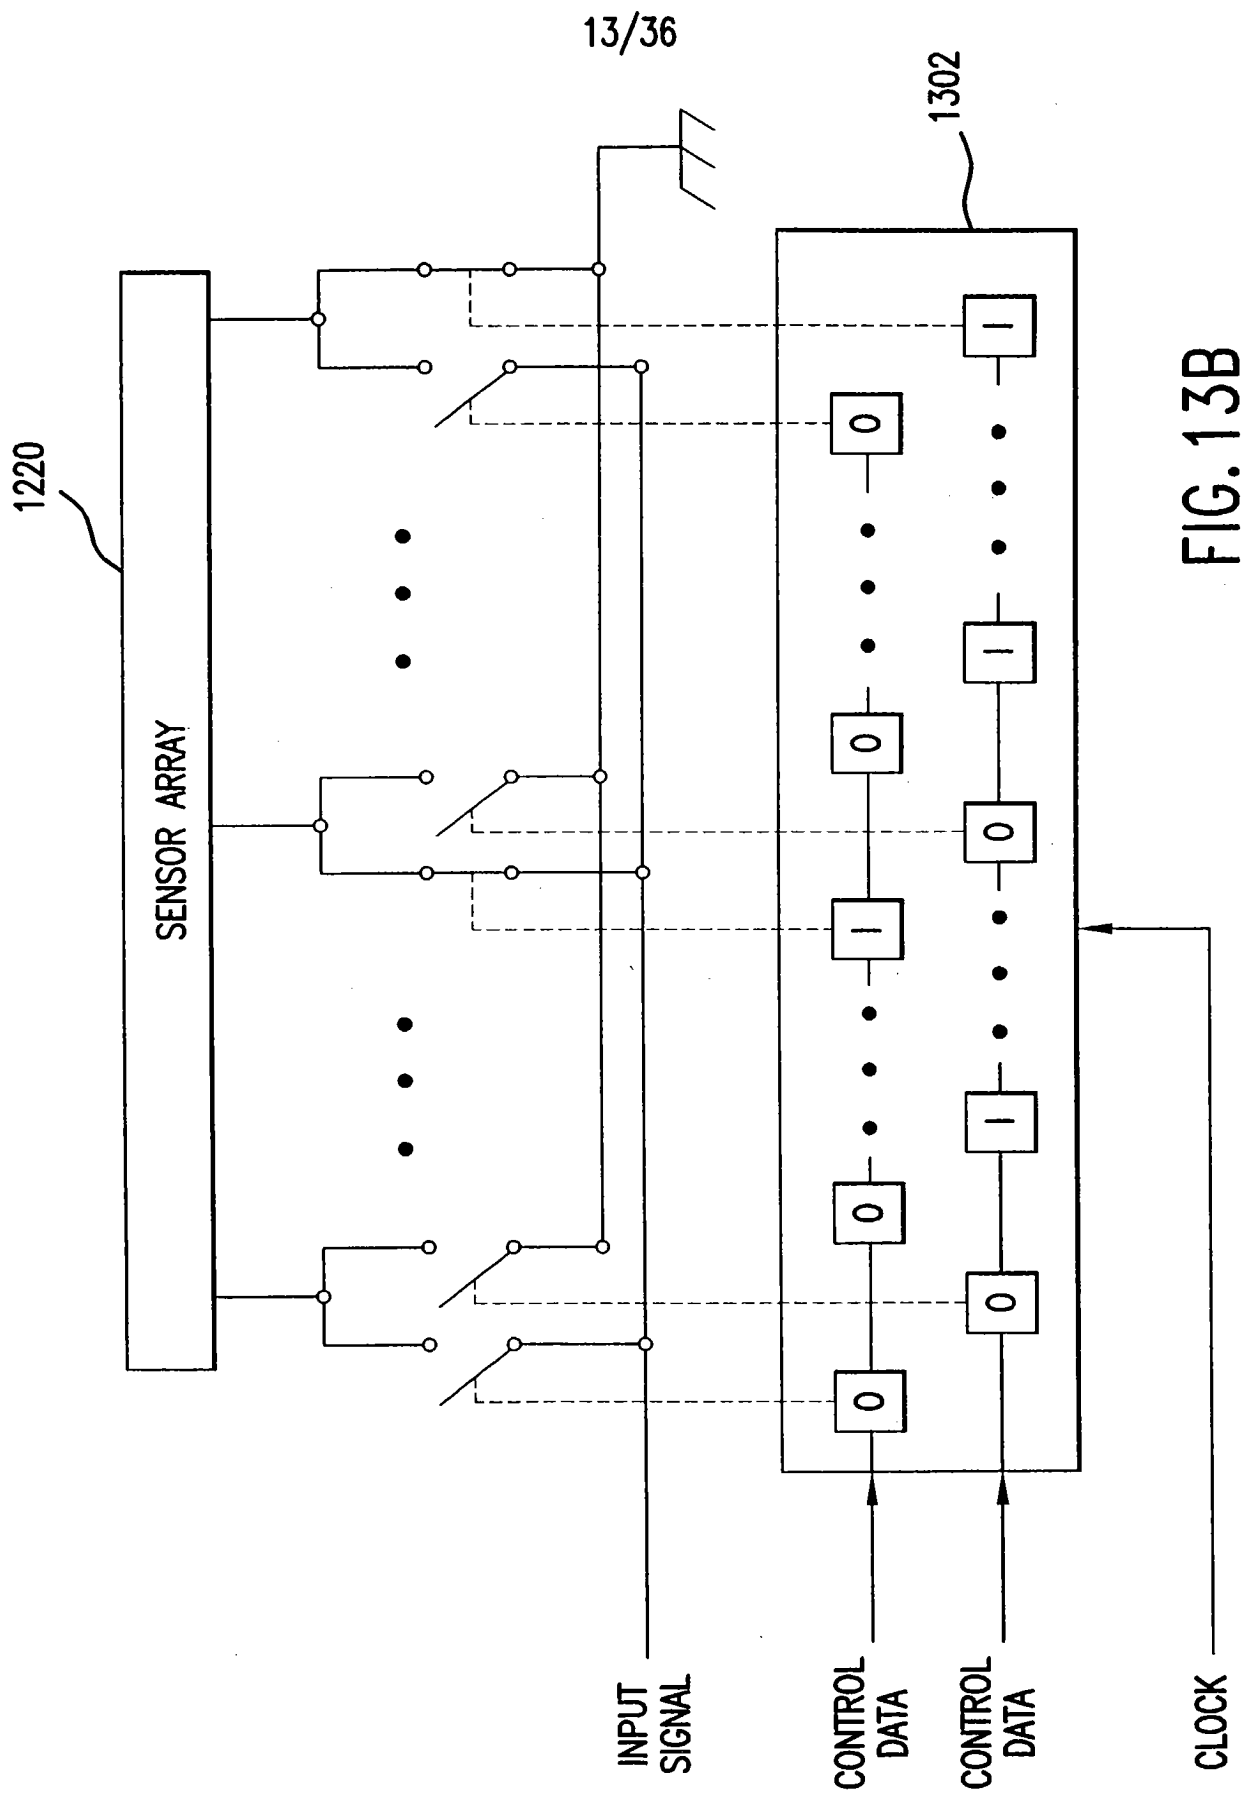 13/36
1220
SENSOR ARRAY
1302
0 0 1 0 0
0 1 0 1 1
INPUT
SIGNAL
CONTROL
DATA
CONTROL
DATA
CLOCK
FIG. 13B